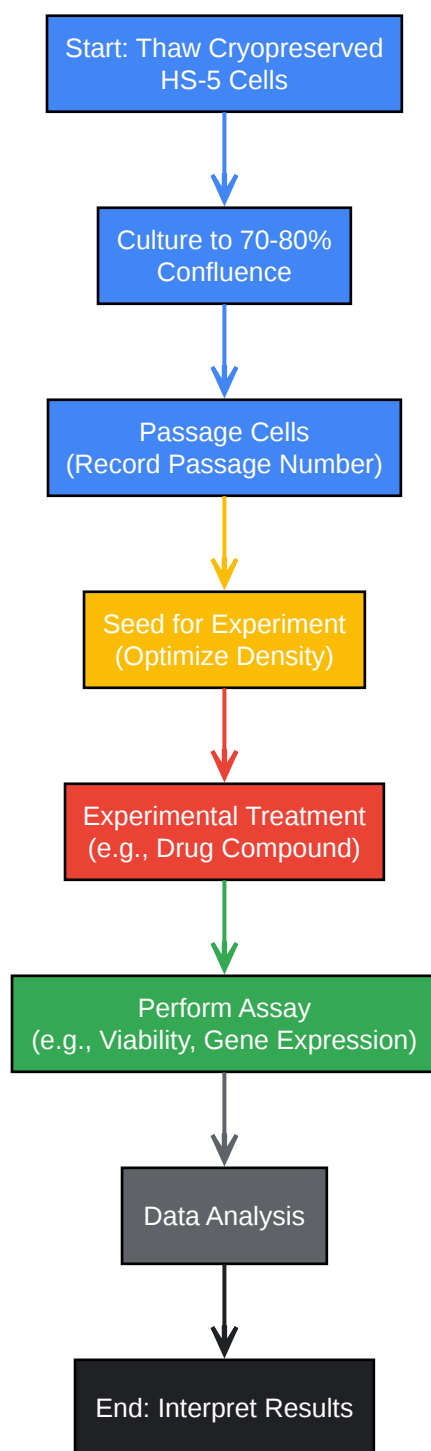 Start: Thaw Cryopreserved
HS-5 Cells
Culture to 70-80%
Confluence
Passage Cells
(Record Passage Number)
Seed for Experiment
(Optimize Density)
Experimental Treatment
(e.g., Drug Compound)
Perform Assay
(e.g., Viability, Gene Expression)
Data Analysis
End: Interpret Results